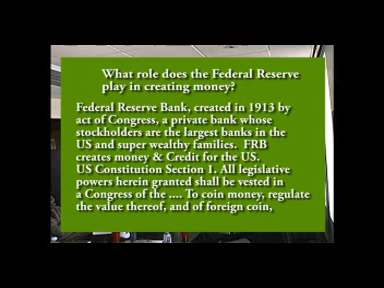 What role does the Federal Reserve
play in creating money?
Federal Reserve Bank, created in 1913 by
act of Congress, a private bank whose
stockholders are the largest banks in the
US and super wealthy families.  FRB
creates money & Credit for the US.
US Constitution Section 1. All legislative
powers herein granted shall be vested in
a Congress of the .... To coin money, regulate
the value thereof, and of foreign coin,